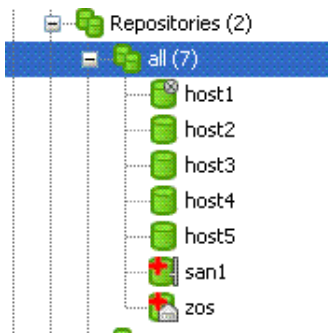 Repositories (2)
all (7)
host1
host2
host3
host4
host5
san1
zos